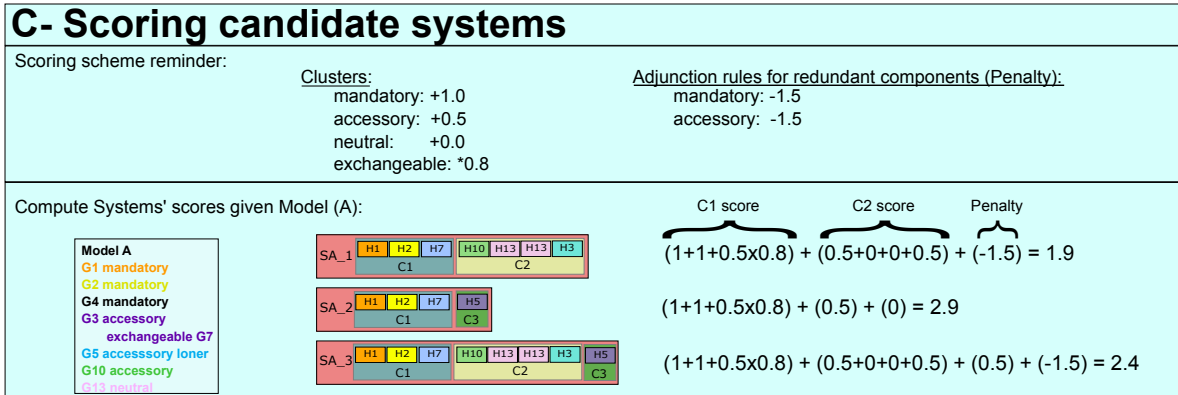 C- Scoring candidate systems
Scoring scheme reminder:
Clusters:
mandatory: +1.0
accessory: +0.5
neutral: +0.0
exchangeable: *0.8
Adjunction rules for redundant components (Penalty):
mandatory: -1.5
accessory: -1.5
Compute Systems' scores given Model (A):
C1 score C2 score Penalty
Model A
G1 mandatory
G2 mandatory
G4 mandatory
G3 accessory
exchangeable G7
G5 accesssory loner
G10 accessory
G13 neutral
SA_1 H1 H2 H7 H10 H13 H13 H3
C1 C2
(1+1+0.5x0.8) + (0.5+0+0+0.5) + (-1.5) = 1.9
SA_2 H1 H2 H7 H5
C1 C3
(1+1+0.5x0.8) + (0.5) + (0) = 2.9
SA_3 H1 H2 H7 H10 H13 H13 H3 H5
C1 C2 C3
(1+1+0.5x0.8) + (0.5+0+0+0.5) + (0.5) + (-1.5) = 2.4